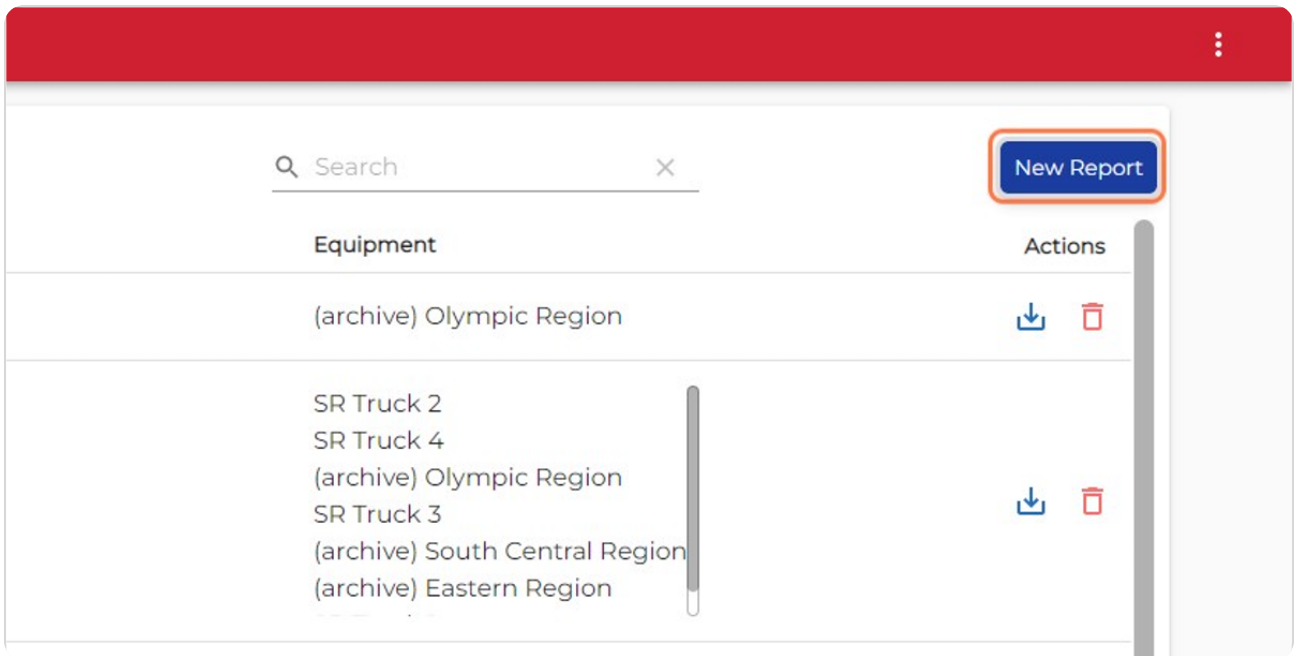 Search
New Report
Equipment
Actions
(archive) Olympic Region
SR Truck 2
SR Truck 4
(archive) Olympic Region
SR Truck 3
(archive) South Central Region
(archive) Eastern Region